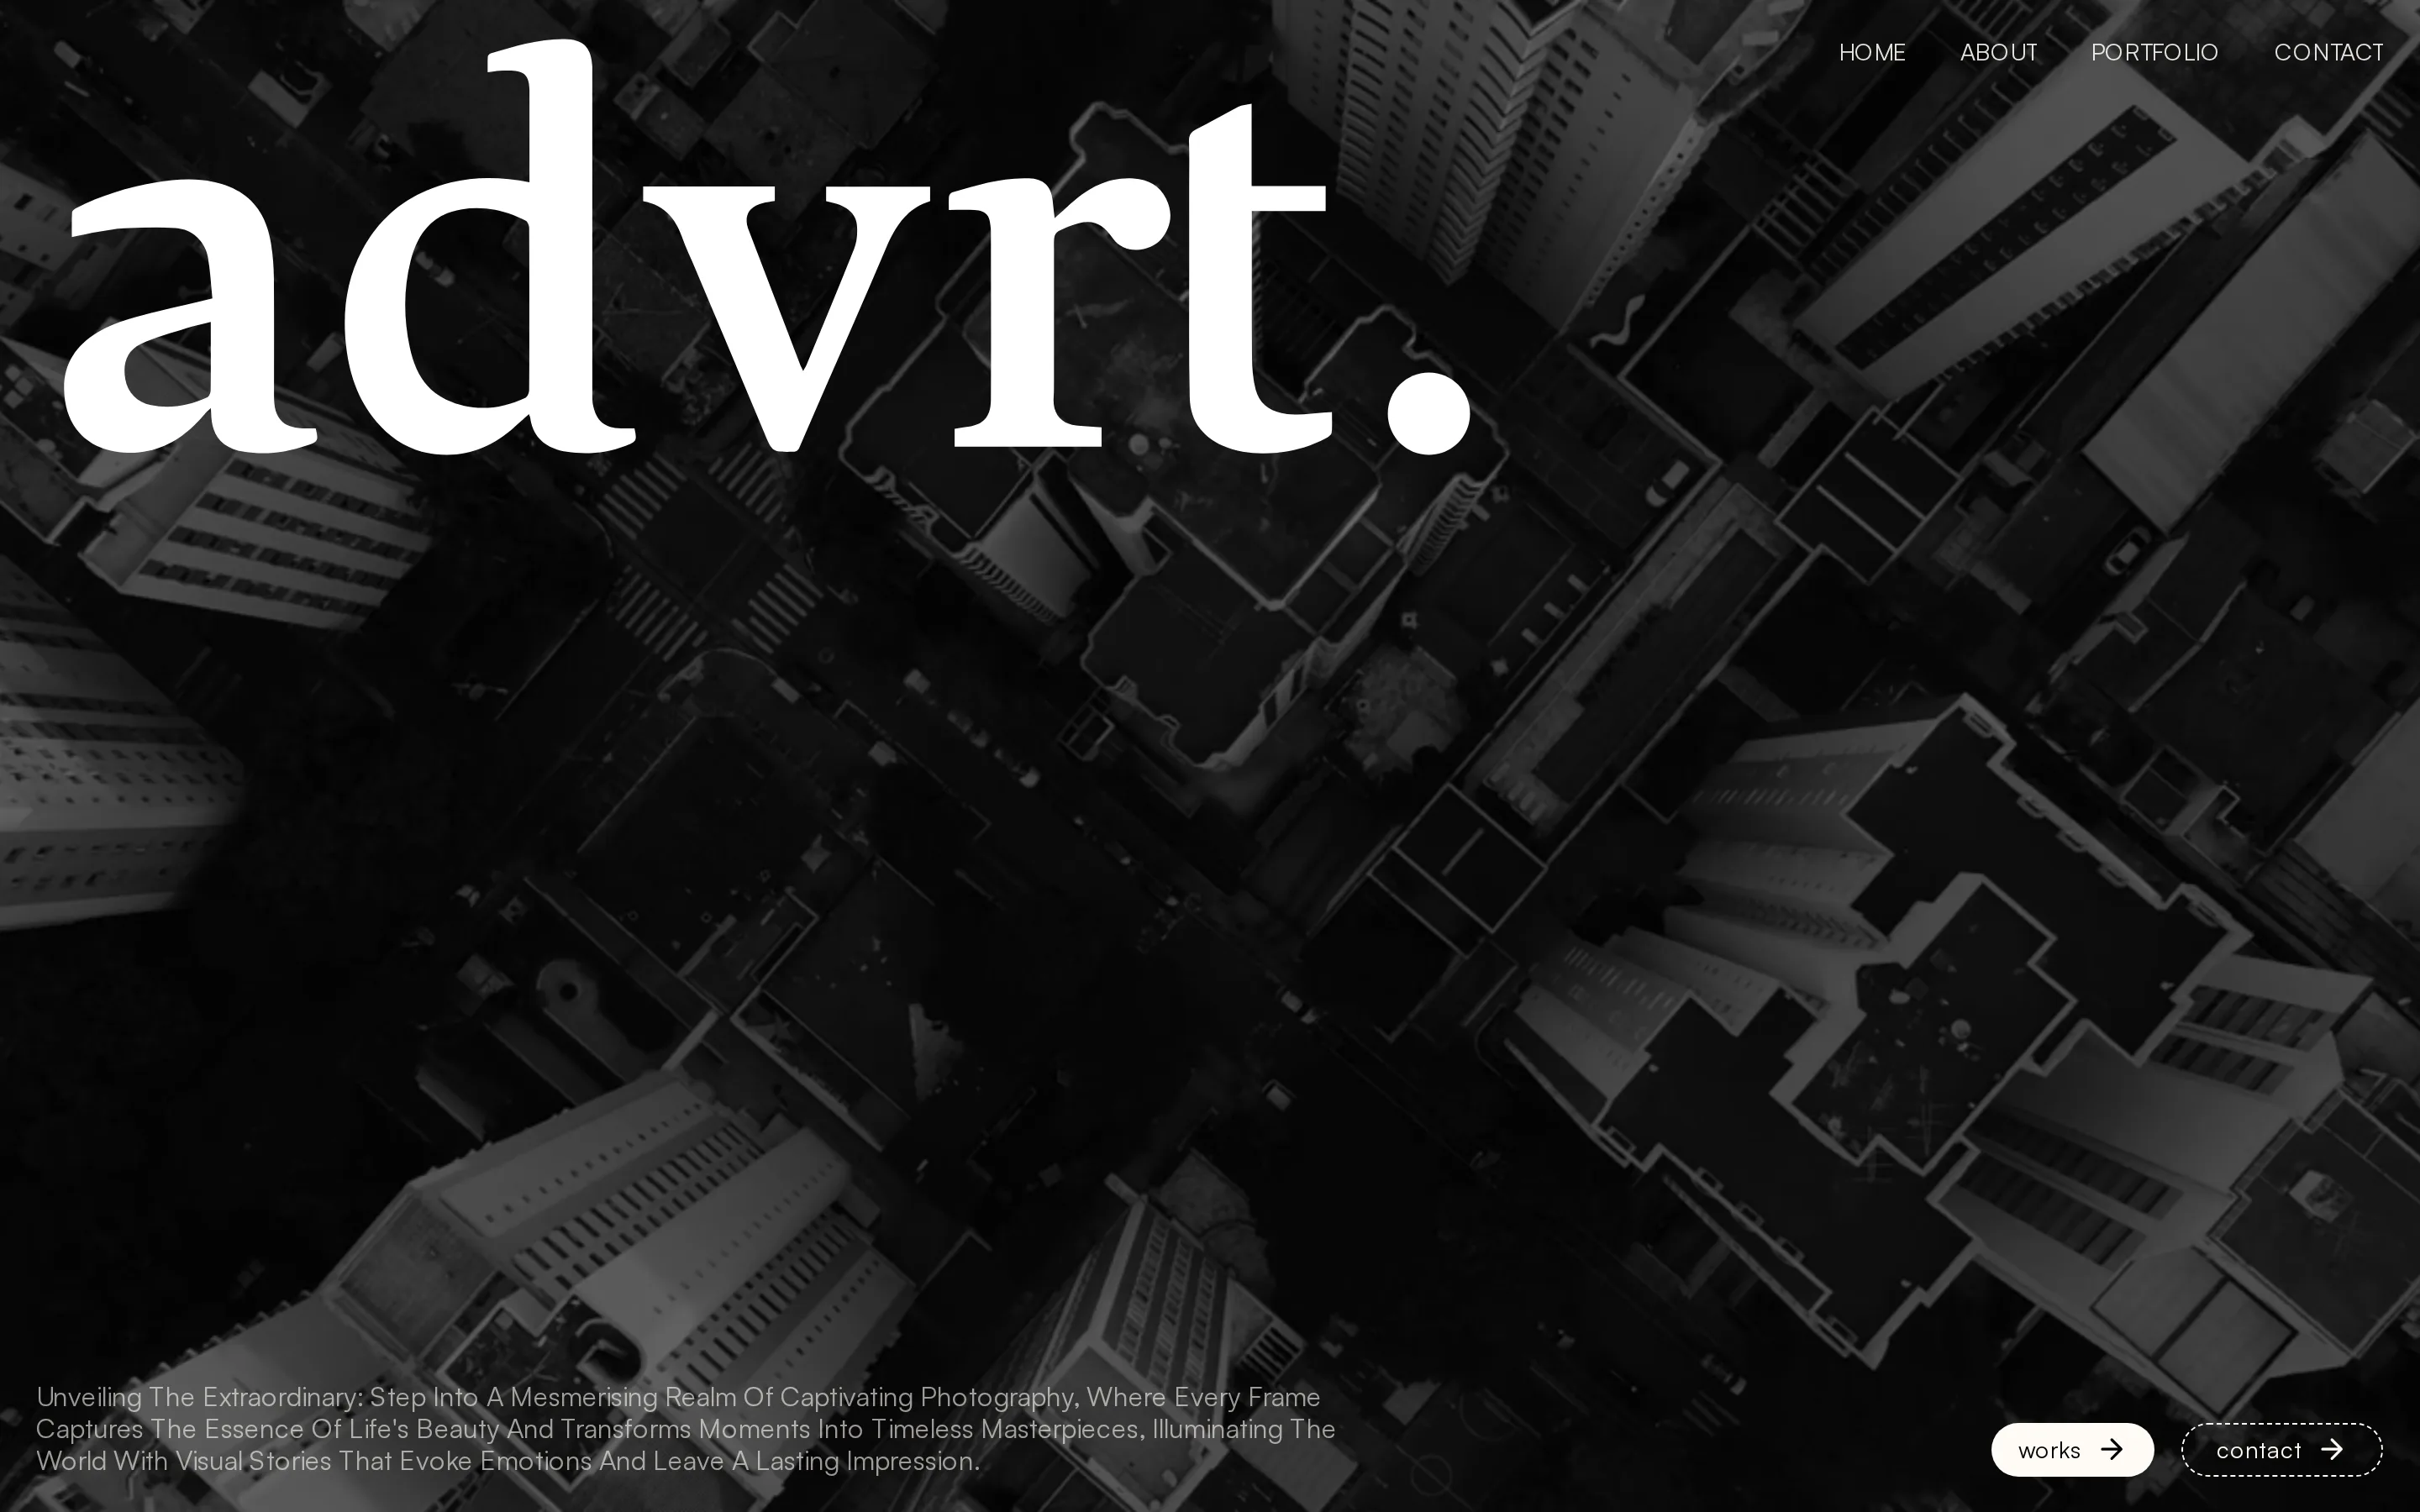 advrt.
HOME ABOUT PORTFOLIO CONTACT
Unveiling The Extraordinary: Step Into A Mesmerising Realm Of Captivating Photography, Where Every Frame
Captures The Essence Of Life's Beauty And Transforms Moments Into Timeless Masterpieces, Illuminating The
World With Visual Stories That Evoke Emotions And Leave A Lasting Impression.
works
contact